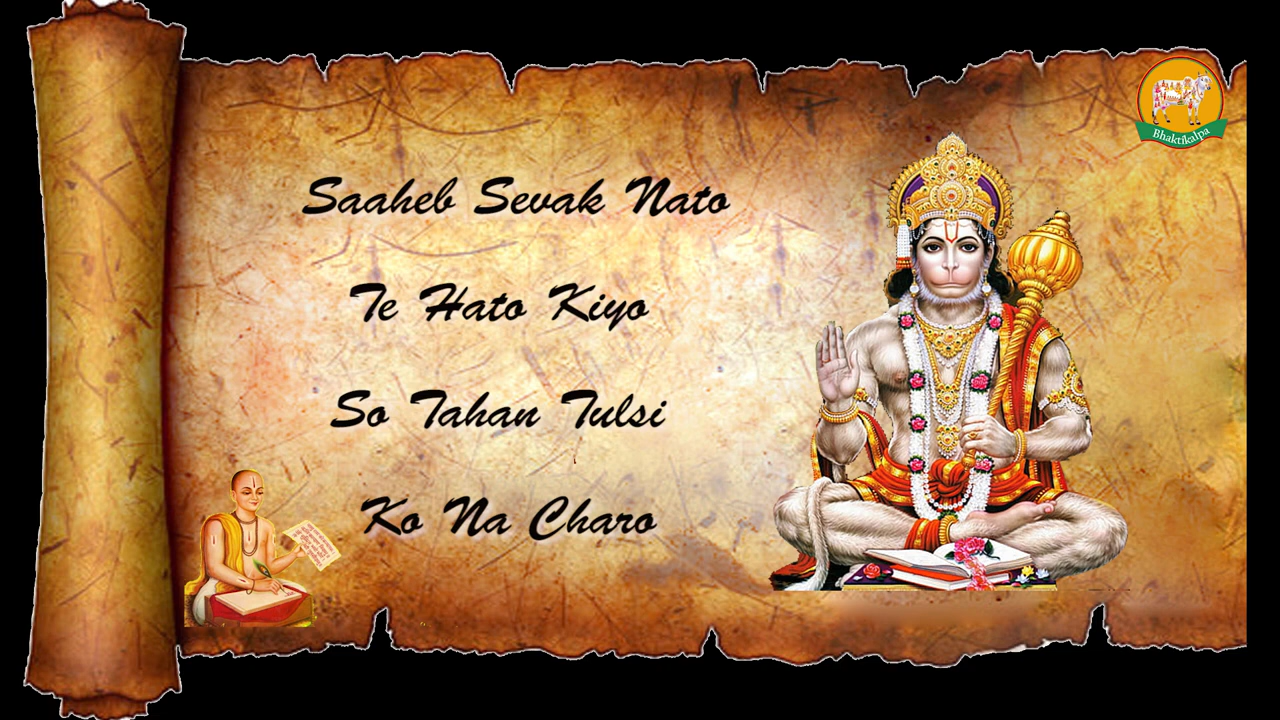 Bhaktikalpa
Saaheb Sevak Nato
Te Hato Kiyo
So Tahan Tulsi
Ko Na Charo